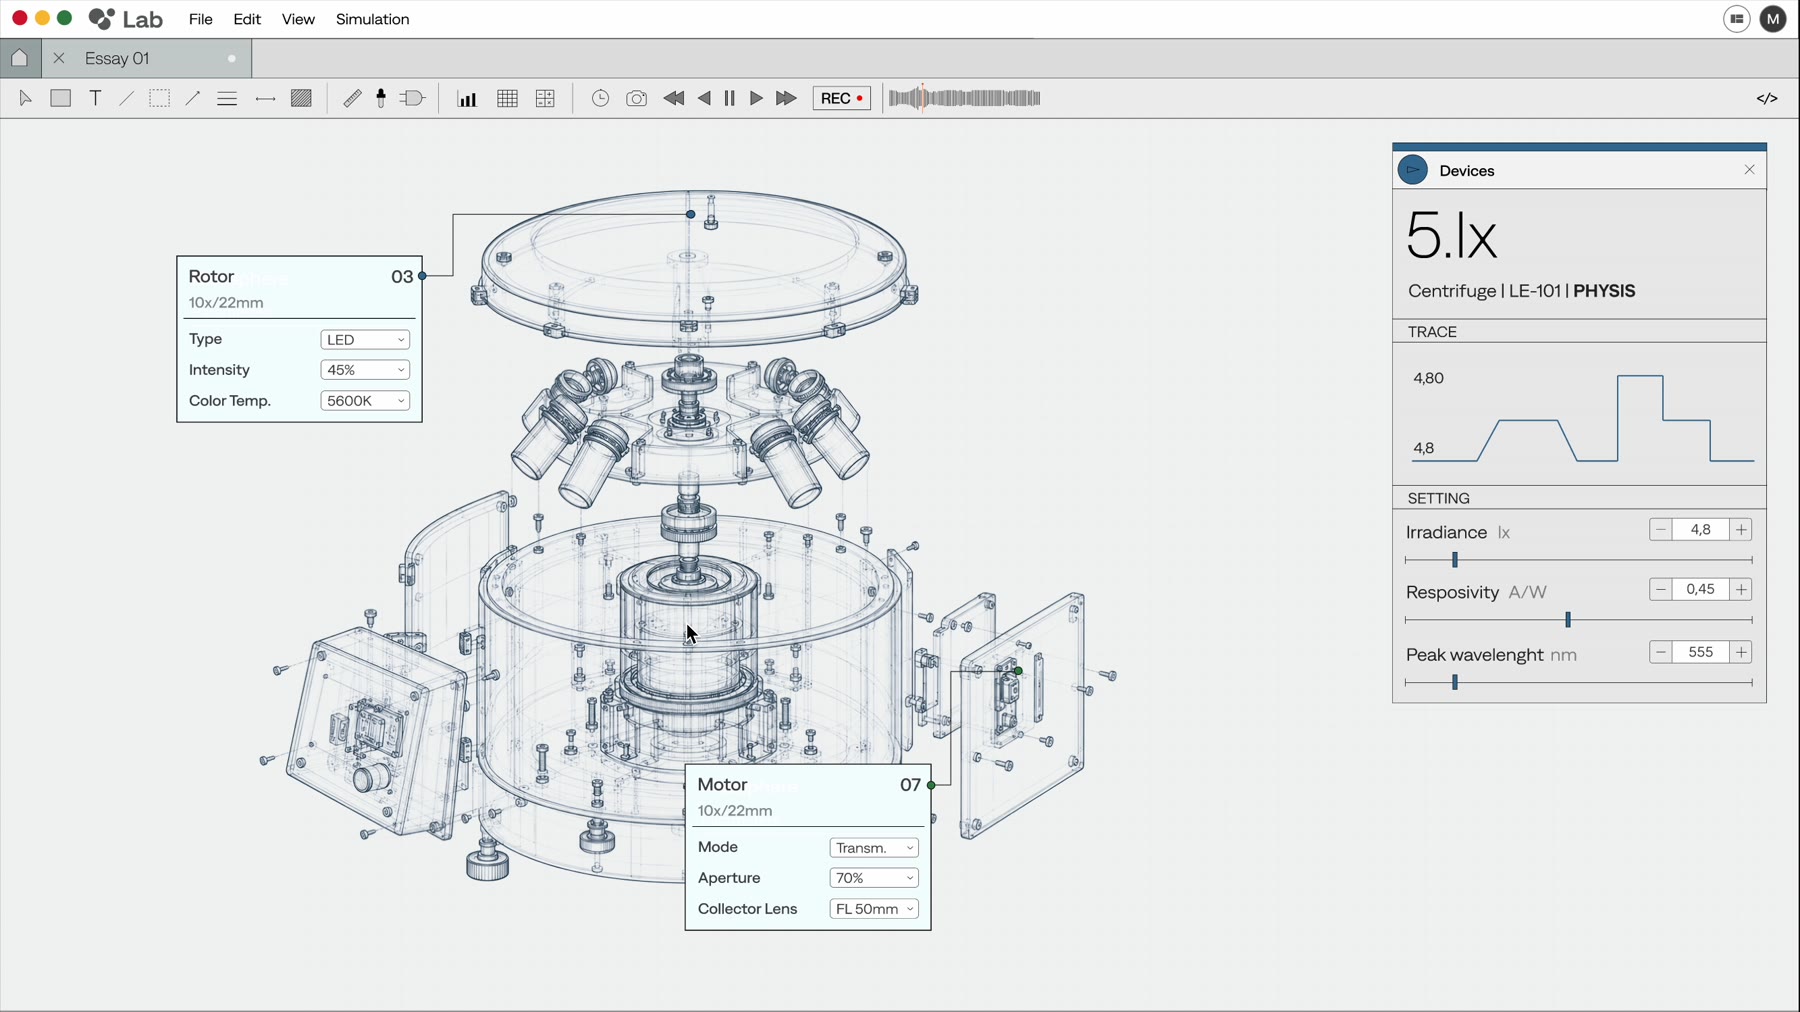 Lab File Edit View Simulation M
Essay 01
T REC </>
Devices
5.lx
Centrifuge | LE-101 | PHYSIS
TRACE
4,80
4,8
SETTING
Irradiance lx 4,8
Resposivity A/W 0,45
Peak wavelenght nm 555
Rotor 03
10x/22mm
Type LED
Intensity 45%
Color Temp. 5600K
Motor 07
10x/22mm
Mode Transm.
Aperture 70%
Collector Lens FL 50mm